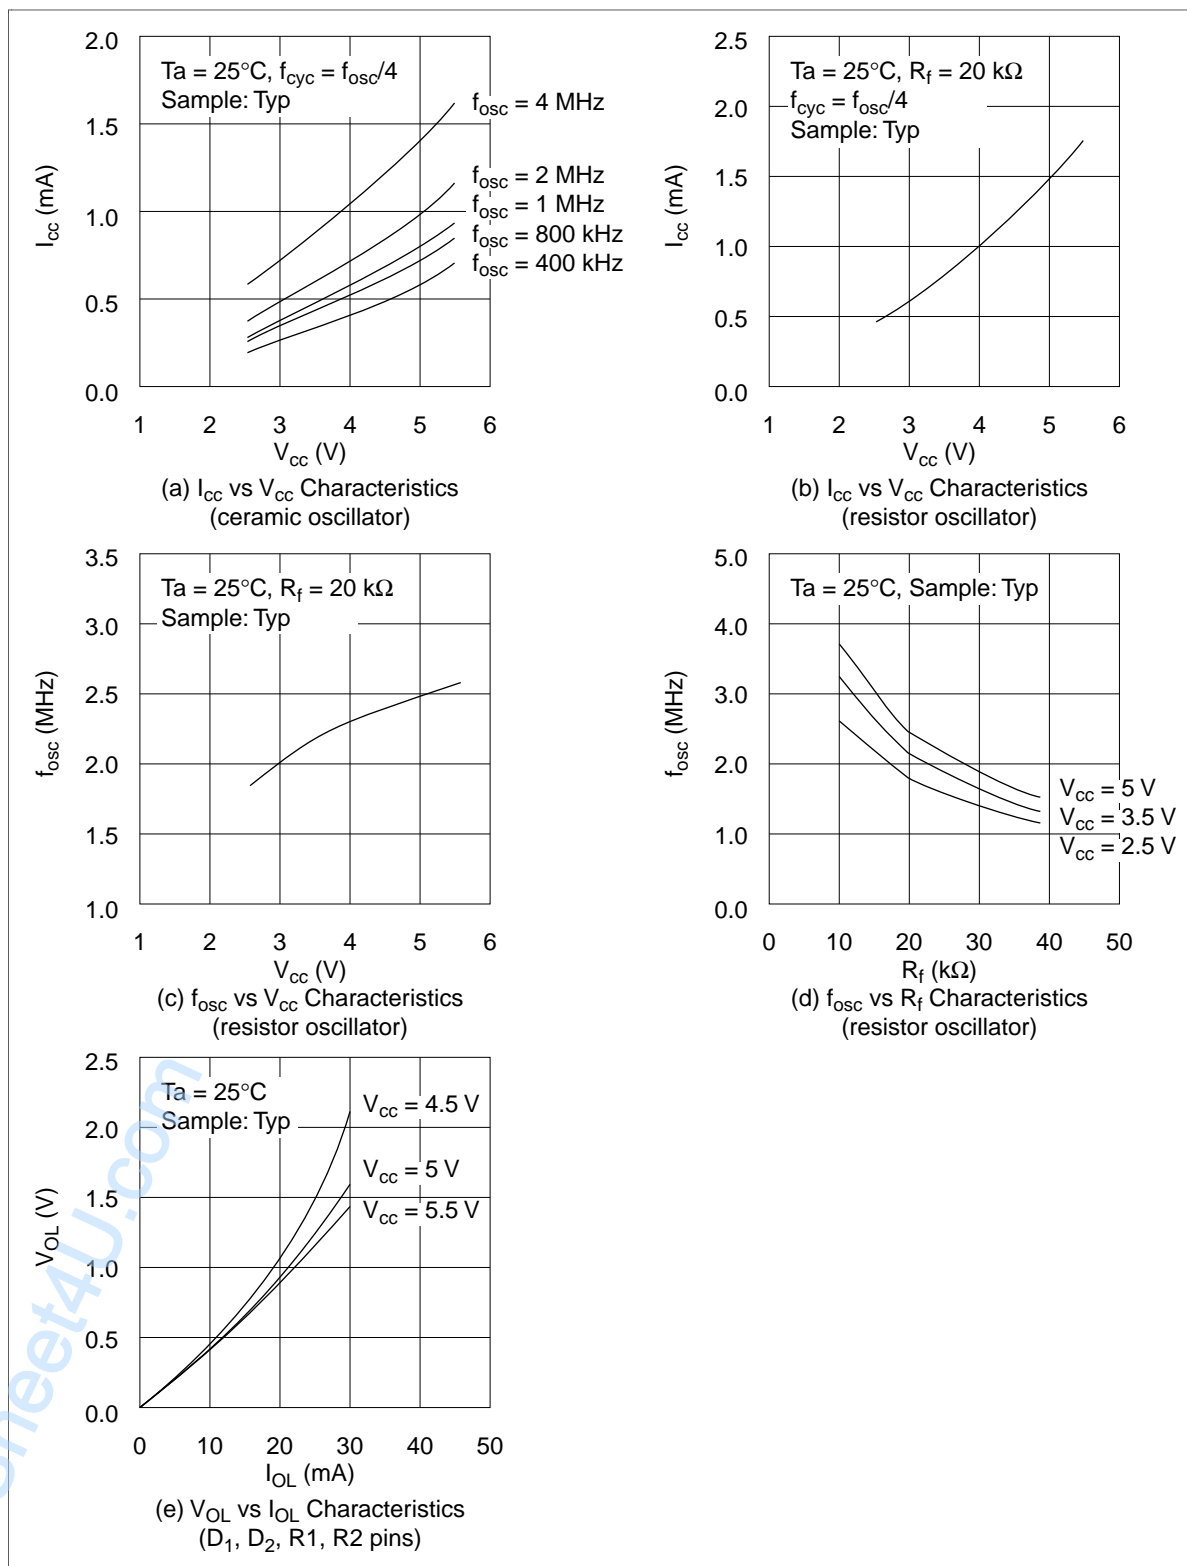 2.0
1.5
1.0
0.5
0.0
Icc (mA)
Ta = 25°C, fcyc = fosc/4
Sample: Typ
fosc = 4 MHz
fosc = 2 MHz
fosc = 1 MHz
fosc = 800 kHz
fosc = 400 kHz
1 2 3 4 5 6
Vcc (V)
(a) Icc vs Vcc Characteristics
(ceramic oscillator)
2.5
2.0
1.5
1.0
0.5
0.0
Icc (mA)
Ta = 25°C, Rf = 20 kΩ
fcyc = fosc/4
Sample: Typ
1 2 3 4 5 6
Vcc (V)
(b) Icc vs Vcc Characteristics
(resistor oscillator)
3.5
3.0
2.5
2.0
1.5
1.0
fosc (MHz)
Ta = 25°C, Rf = 20 kΩ
Sample: Typ
1 2 3 4 5 6
Vcc (V)
(c) fosc vs Vcc Characteristics
(resistor oscillator)
5.0
4.0
3.0
2.0
1.0
0.0
fosc (MHz)
Ta = 25°C, Sample: Typ
Vcc = 5 V
Vcc = 3.5 V
Vcc = 2.5 V
0 10 20 30 40 50
Rf (kΩ)
(d) fosc vs Rf Characteristics
(resistor oscillator)
2.5
2.0
1.5
1.0
0.5
0.0
VOL (V)
Ta = 25°C
Sample: Typ
Vcc = 4.5 V
Vcc = 5 V
Vcc = 5.5 V
0 10 20 30 40 50
IOL (mA)
(e) VOL vs IOL Characteristics
(D1, D2, R1, R2 pins)
heet4U.com